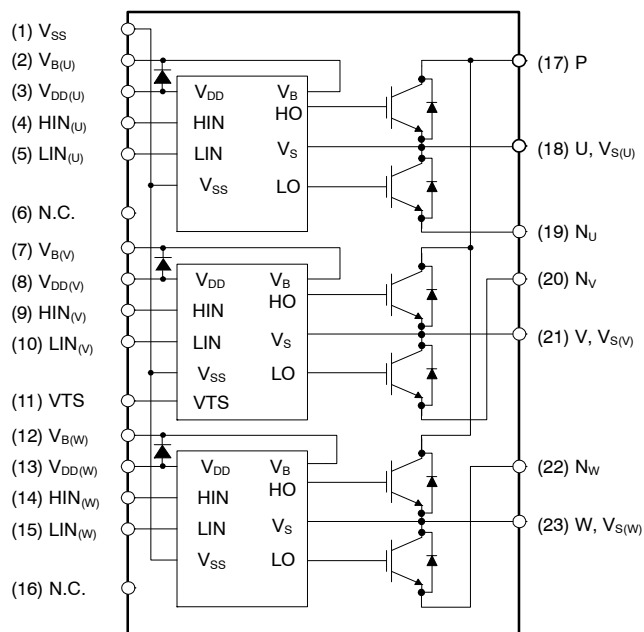 (1) VSS
(2) VB(U)
(3) VDD(U)
(4) HIN(U)
(5) LIN(U)
(6) N.C.
(7) VB(V)
(8) VDD(V)
(9) HIN(V)
(10) LIN(V)
(11) VTS
(12) VB(W)
(13) VDD(W)
(14) HIN(W)
(15) LIN(W)
(16) N.C.
VDD VB
HO
HIN
LIN VS
VSS LO
VDD VB
HO
HIN
LIN VS
VSS LO
VTS
VDD VB
HO
HIN
LIN VS
VSS LO
(17) P
(18) U, VS(U)
(19) NU
(20) NV
(21) V, VS(V)
(22) NW
(23) W, VS(W)